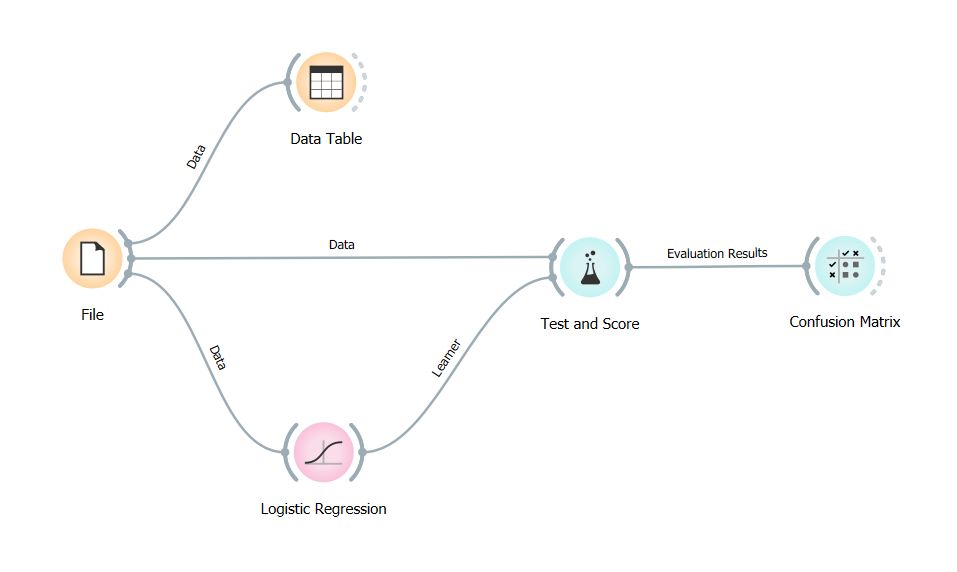 Data Table
Data
Data
Evaluation Results
File
Test and Score
Confusion Matrix
Data
Learner
Logistic Regression